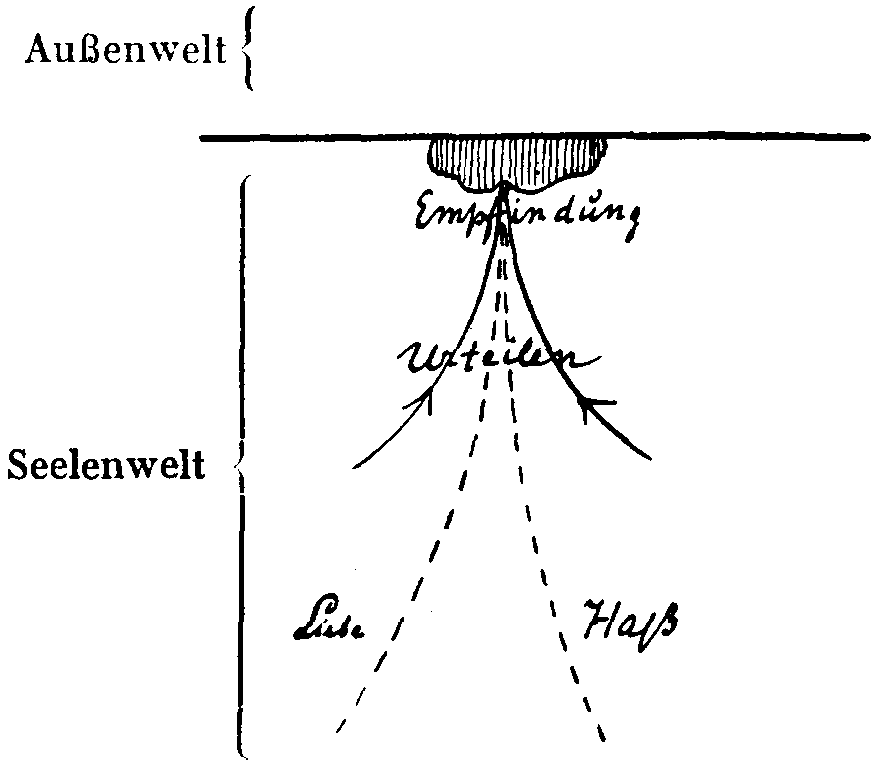 Außenwelt
Empfindung
Urteilen
Seelenwelt
Liebe
Haß